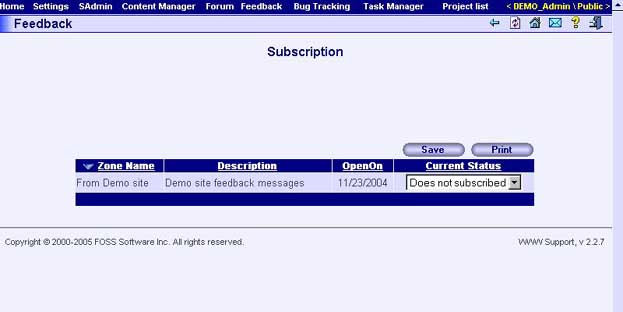 Home Settings SAdmin Content Manager Forum Feedback Bug Tracking Task Manager Project list < DEMO_Admin \ Public >
Feedback
Subscription
Save Print
Zone Name Description OpenOn Current Status
From Demo site Demo site feedback messages 11/23/2004 Does not subscribed
Copyright © 2000-2005 FOSS Software Inc. All rights reserved. WWW Support, v 2.2.7